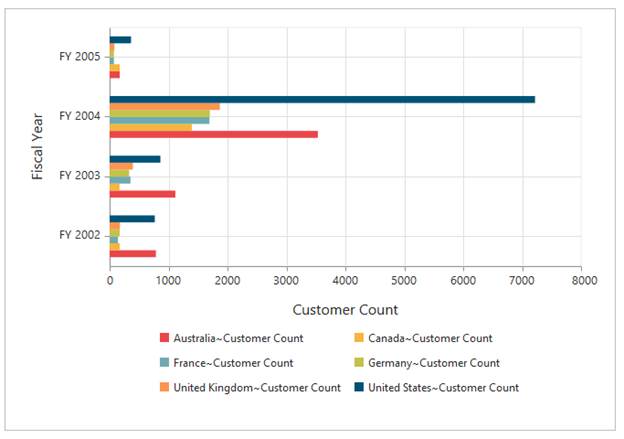 FY 2005
FY 2004
FY 2003
FY 2002
Fiscal Year
0 1000 2000 3000 4000 5000 6000 7000 8000
Customer Count
Australia~Customer Count Canada~Customer Count
France~Customer Count Germany~Customer Count
United Kingdom~Customer Count United States~Customer Count